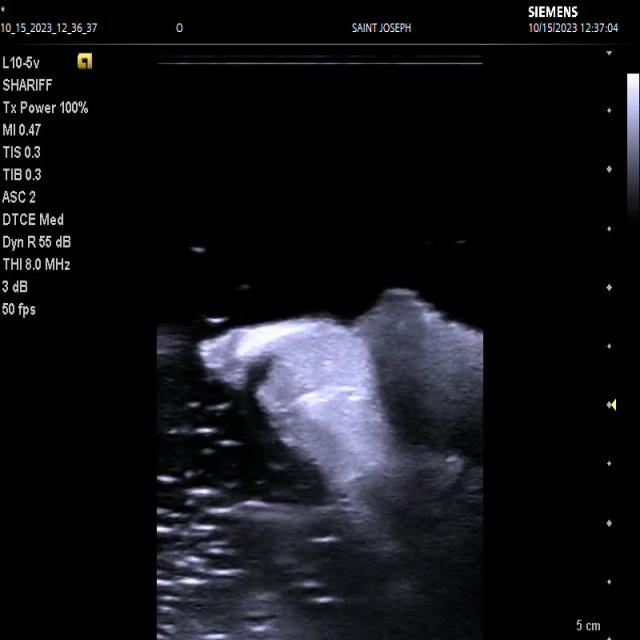 *
SIEMENS
10_15_2023_12_36_37 O SAINT JOSEPH 10/15/2023 12:37:04
L10-5v
SHARIFF
Tx Power 100%
MI 0.47
TIS 0.3
TIB 0.3
ASC 2
DTCE Med
Dyn R 55 dB
THI 8.0 MHz
3 dB
50 fps
5 cm